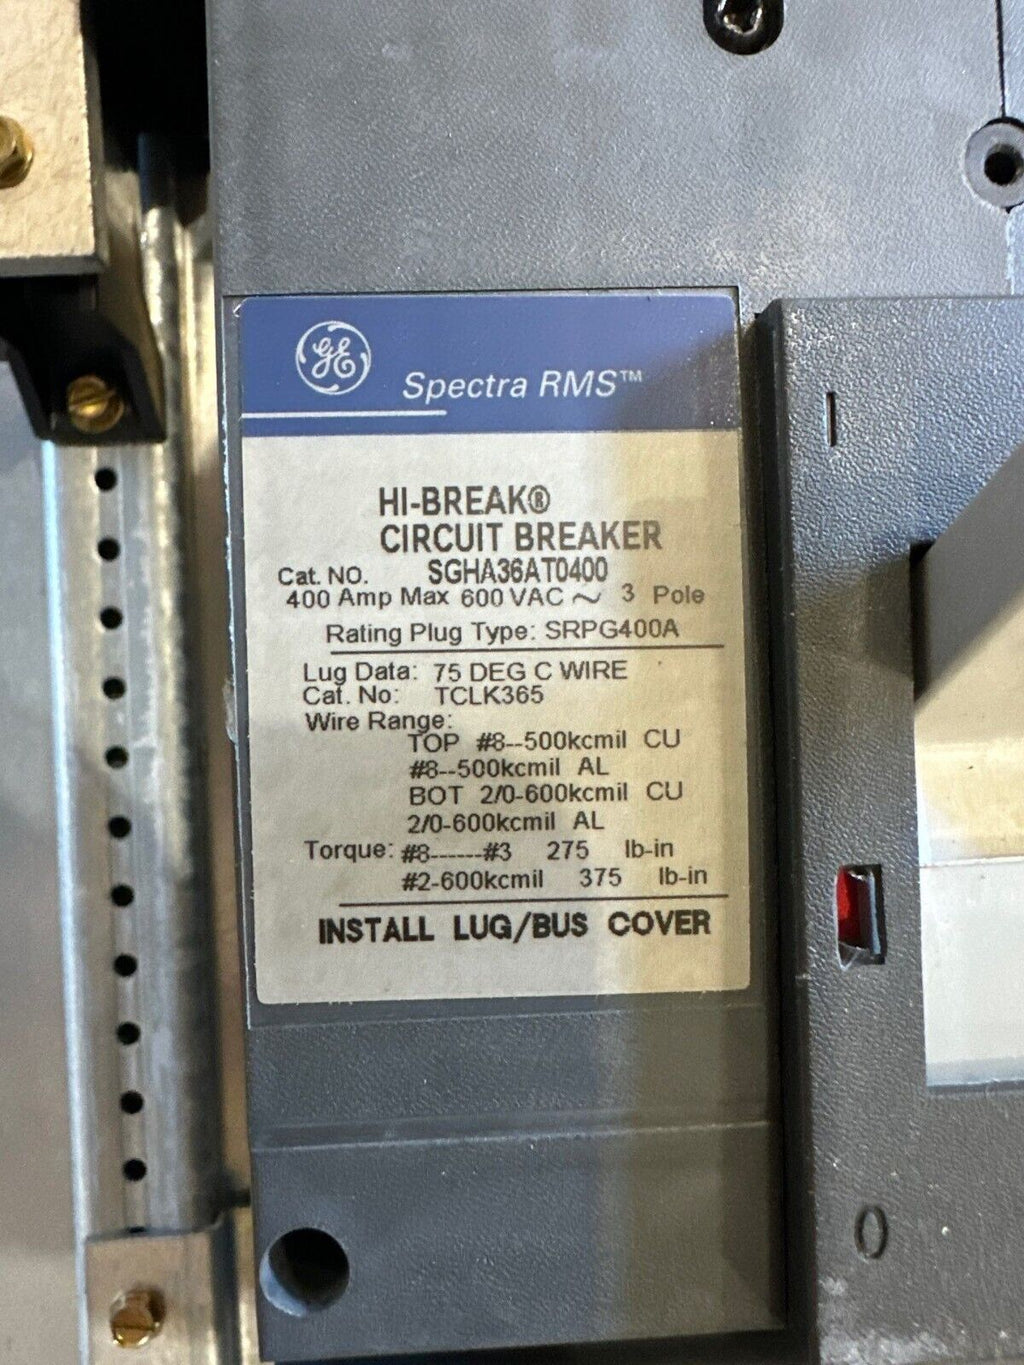 GE
Spectra RMS™
HI-BREAK®
CIRCUIT BREAKER
Cat. NO. SGHA36AT0400
400 Amp Max 600 VAC ~ 3 Pole
Rating Plug Type: SRPG400A
Lug Data: 75 DEG C WIRE
Cat. No: TCLK365
Wire Range:
TOP #8--500kcmil CU
#8--500kcmil AL
BOT 2/0-600kcmil CU
2/0-600kcmil AL
Torque: #8------#3 275 lb-in
#2-600kcmil 375 lb-in
INSTALL LUG/BUS COVER
I
O